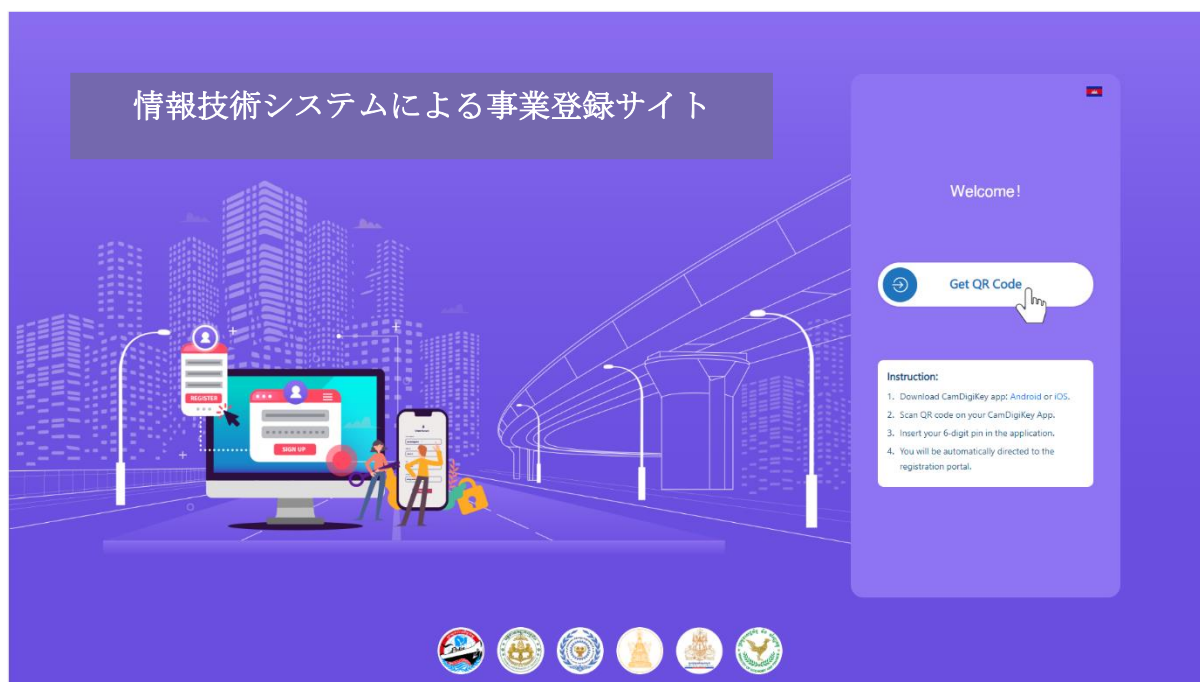 情報技術システムによる事業登録サイト
Welcome!
Get QR Code
Instruction:
1. Download CamDigiKey app: Android or iOS.
2. Scan QR code on your CamDigiKey App.
3. Insert your 6-digit pin in the application.
4. You will be automatically directed to the
registration portal.
REGISTER
SIGN UP